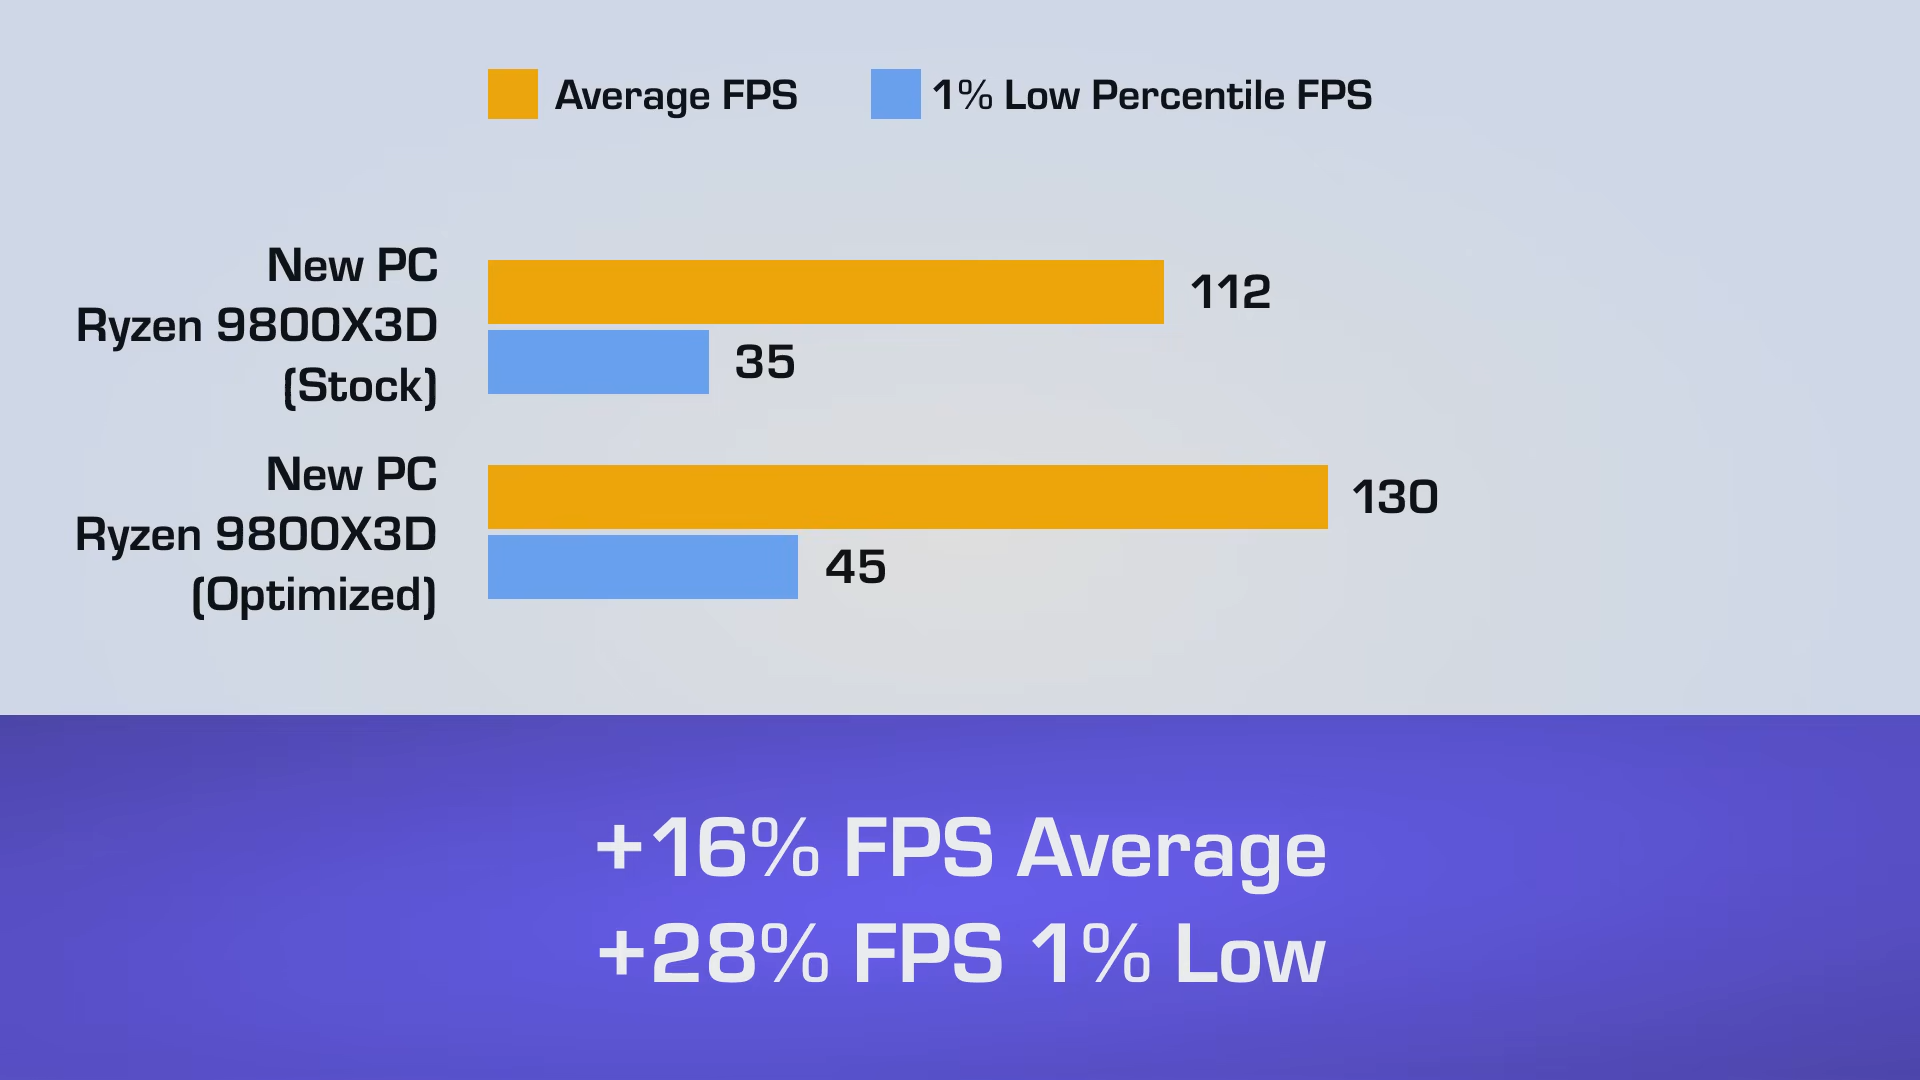 Average FPS
1% Low Percentile FPS
New PC
Ryzen 9800X3D
(Stock)
112
35
New PC
Ryzen 9800X3D
(Optimized)
130
45
+16% FPS Average
+28% FPS 1% Low